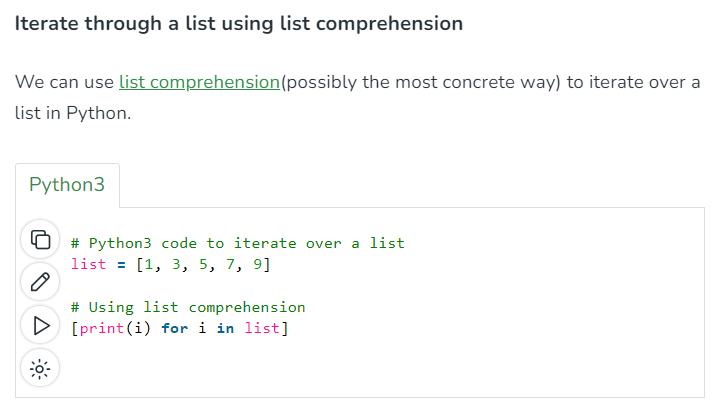 Iterate through a list using list comprehension
We can use list comprehension(possibly the most concrete way) to iterate over a
list in Python.
Python3
# Python3 code to iterate over a list
list = [1, 3, 5, 7, 9]
# Using list comprehension
[print(i) for i in list]